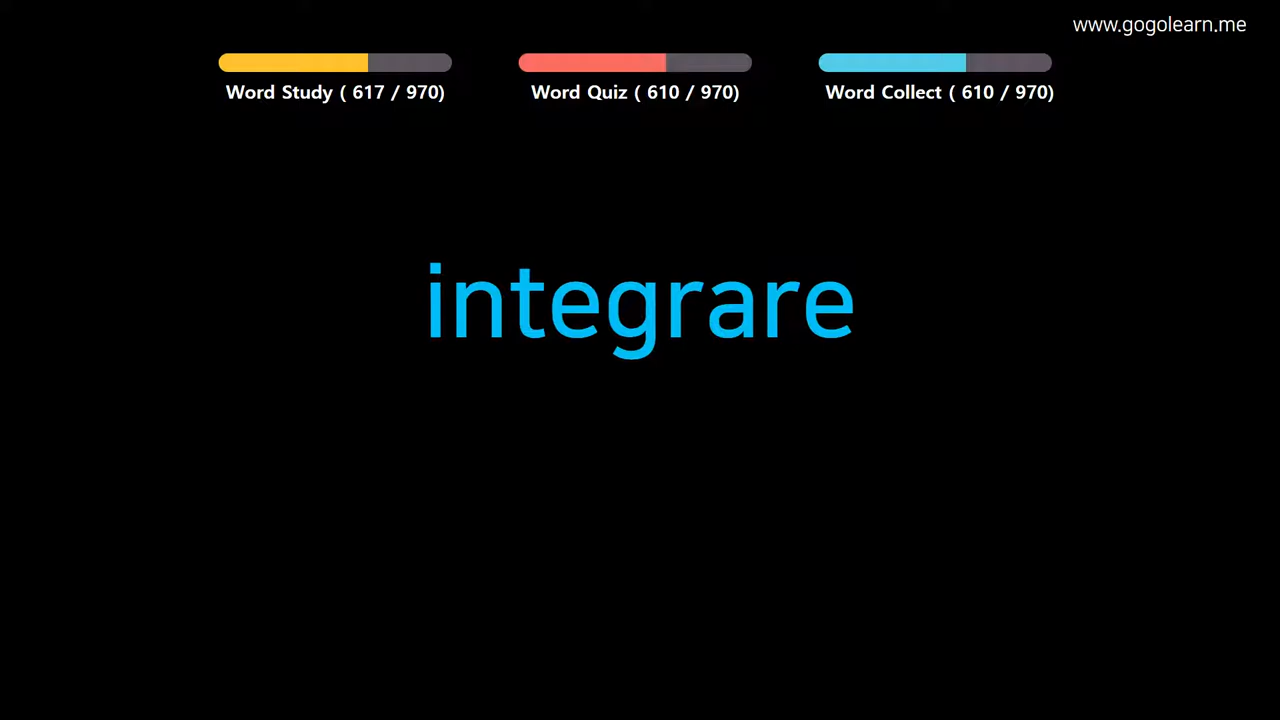 www.gogolearn.me
Word Study ( 617 / 970)
Word Quiz ( 610 / 970)
Word Collect ( 610 / 970)
integrare